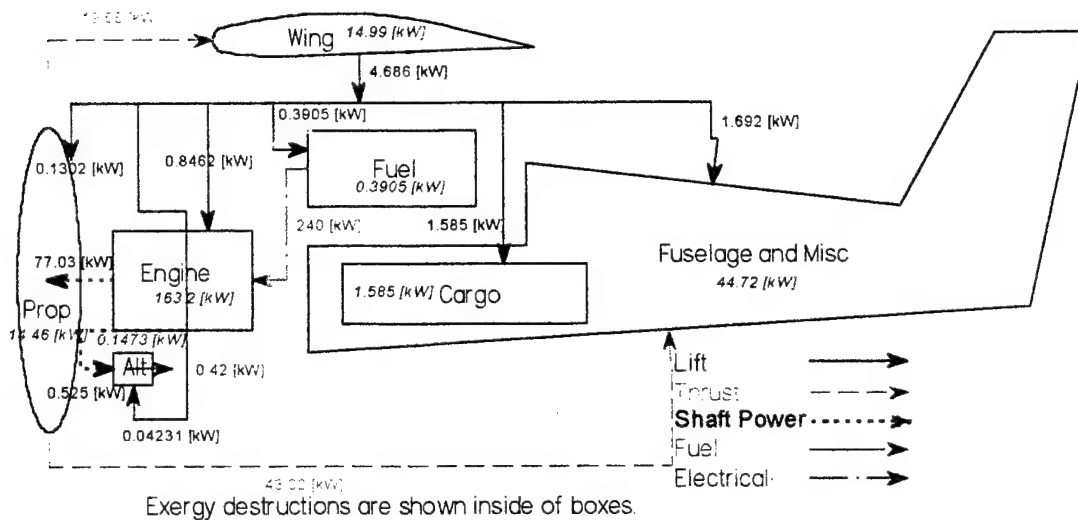 Wing 14.99 [kW]
4.686 [kW]
0.3905 [kW]
1.692 [kW]
0.1302 [kW]
0.8462 [kW]
Fuel
0.3905 [kW]
240 [kW]
1.585 [kW]
77.03 [kW]
Engine
163.2 [kW]
Fuselage and Misc
44.72 [kW]
1.585 [kW] Cargo
Prop
14.46 [kW]
0.1473 [kW]
Alt
0.42 [kW]
0.525 [kW]
0.04231 [kW]
Lift
Thrust
Shaft Power
Fuel
Electrical
[kW]
Exergy destructions are shown inside of boxes.